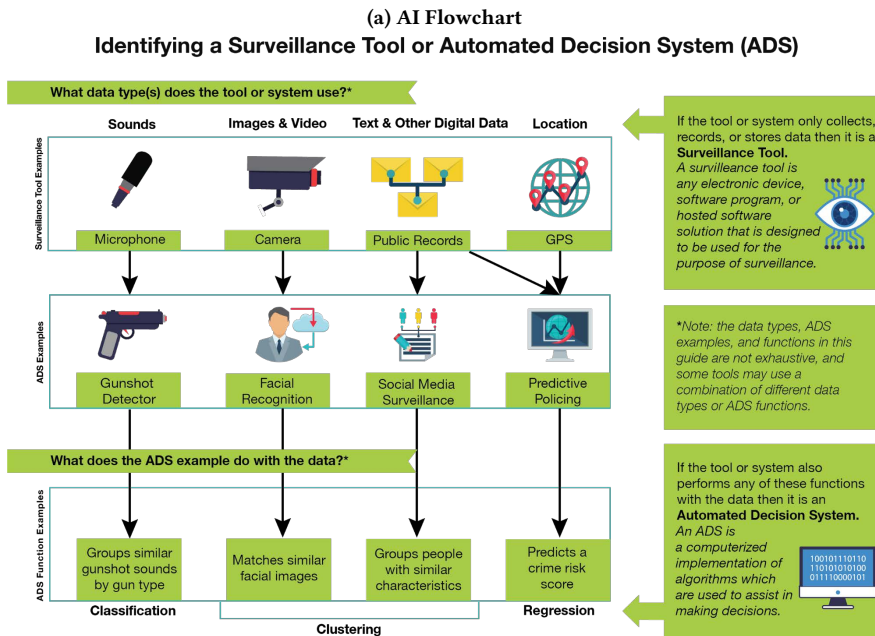 (a) AI Flowchart
Identifying a Surveillance Tool or Automated Decision System (ADS)
What data type(s) does the tool or system use?*
Sounds
Images & Video
Text & Other Digital Data
Location
Surveillance Tool Examples
Microphone
Camera
Public Records
GPS
If the tool or system only collects,
records, or stores data then it is a
Surveillance Tool.
A survilleance tool is
any electronic device,
software program, or
hosted software
solution that is designed
to be used for the
purpose of surveillance.
ADS Examples
Gunshot
Detector
Facial
Recognition
Social Media
Surveillance
Predictive
Policing
*Note: the data types, ADS
examples, and functions in this
guide are not exhaustive, and
some tools may use a
combination of different data
types or ADS functions.
What does the ADS example do with the data?*
ADS Function Examples
Groups similar
gunshot sounds
by gun type
Matches similar
facial images
Groups people
with similar
characteristics
Predicts a
crime risk
score
Classification
Clustering
Regression
If the tool or system also
performs any of these functions
with the data then it is an
Automated Decision System.
An ADS is
a computerized
implementation of
algorithms which
are used to assist in
making decisions.
100101110110
110101010100
011110000101